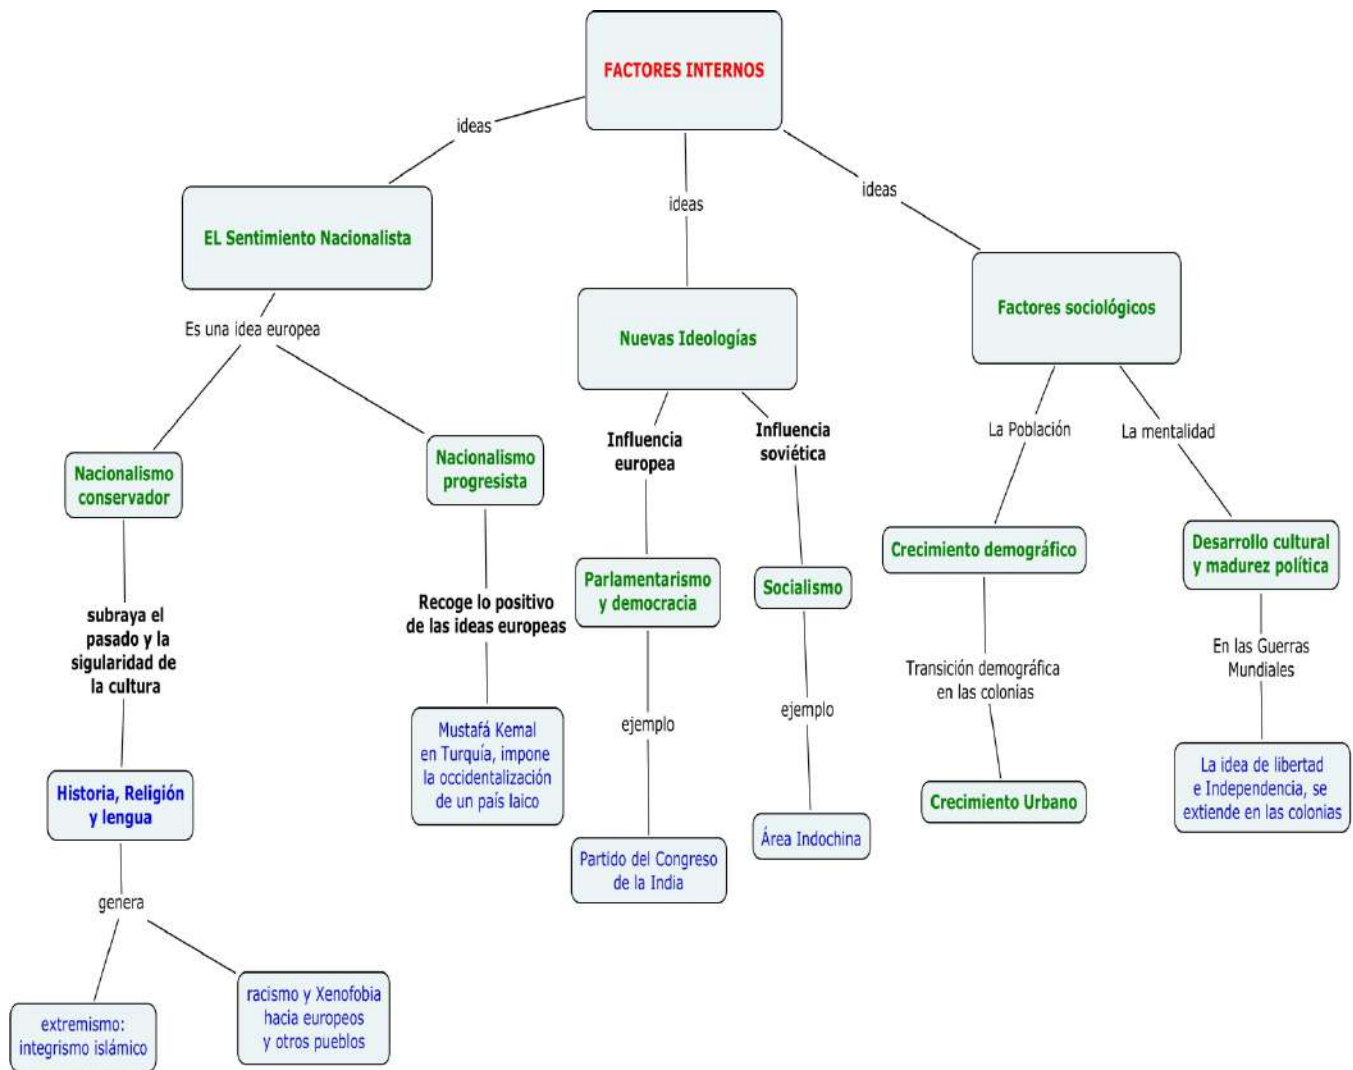 FACTORES INTERNOS
ideas
ideas
ideas
EL Sentimiento Nacionalista
Es una idea europea
Nacionalismo
conservador
subraya el
pasado y la
sigularidad de
la cultura
Historia, Religión
y lengua
genera
extremismo:
integrismo islámico
racismo y Xenofobia
hacia europeos
y otros pueblos
Nacionalismo
progresista
Recoge lo positivo
de las ideas europeas
Mustafá Kemal
en Turquía, impone
la occidentalización
de un país laico
Nuevas Ideologías
Influencia
europea
Parlamentarismo
y democracia
ejemplo
Partido del Congreso
de la India
Influencia
soviética
Socialismo
ejemplo
Área Indochina
Factores sociológicos
La Población
Crecimiento demográfico
Transición demográfica
en las colonias
Crecimiento Urbano
La mentalidad
Desarrollo cultural
y madurez política
En las Guerras
Mundiales
La idea de libertad
e Independencia, se
extiende en las colonias